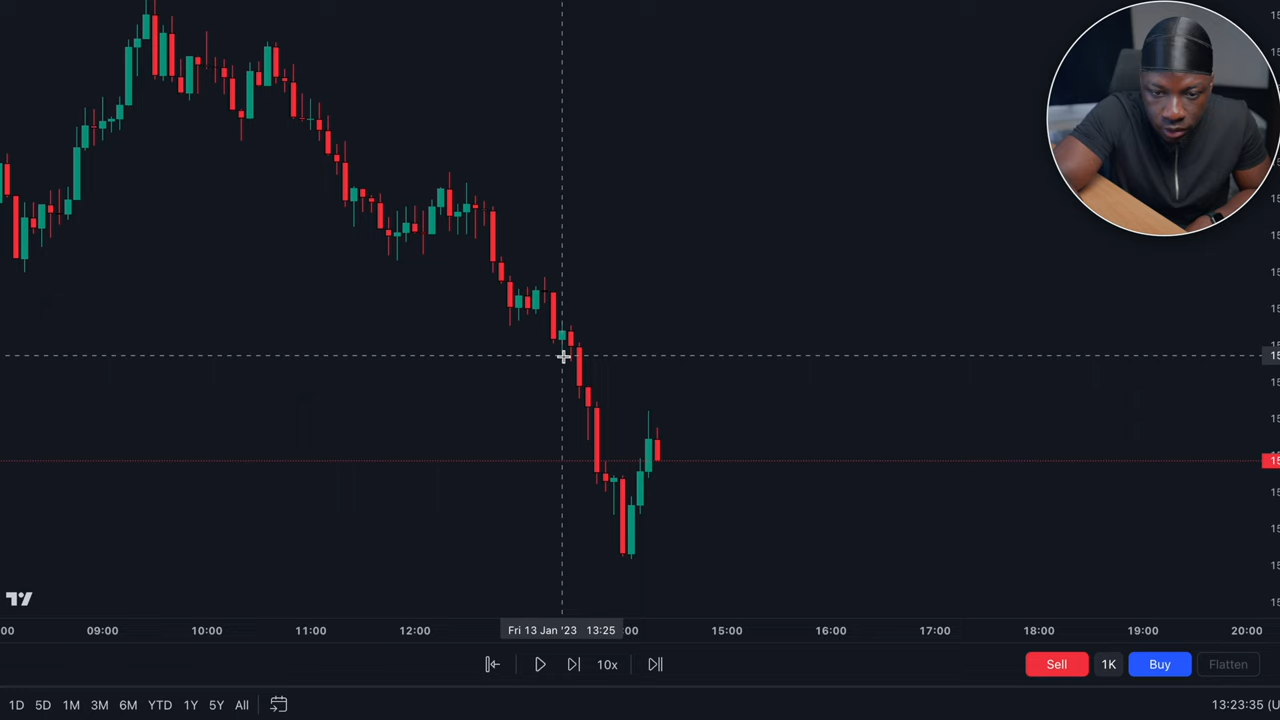 :00 09:00 10:00 11:00 12:00 Fri 13 Jan '23 13:25 :00 15:00 16:00 17:00 18:00 19:00 20:00
10x Sell 1K Buy Flatten
1D 5D 1M 3M 6M YTD 1Y 5Y All 13:23:35 (U